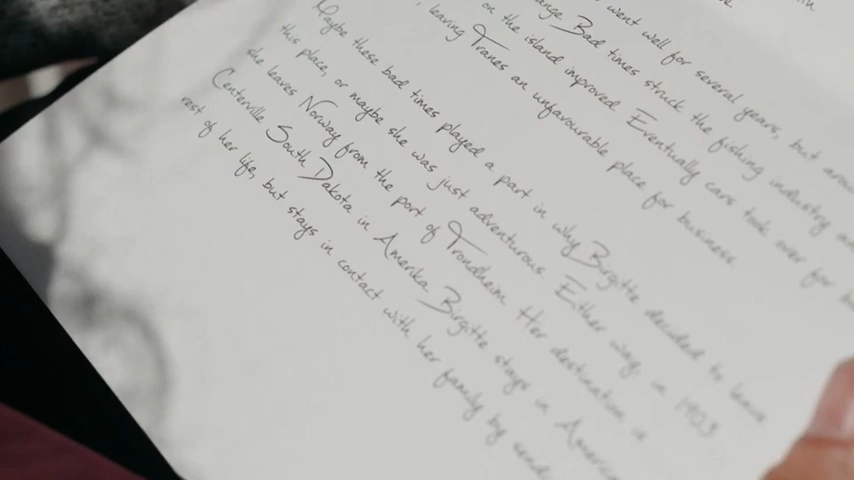 went well for several years, but
ange Bad times struck the fishing industry
on the island improved Eventually cars took over for
, leaving Tranes an unfavourable place for business
Maybe these bad times played a part in why Birgitte decided to leave
this place, or maybe she was just adventurous Either way, in 1903
she leaves Norway from the port of Trondheim Her destination is
Centerville South Dakota in Amerika Birgitte stays in America
rest of her life, but stays in contact with her family by